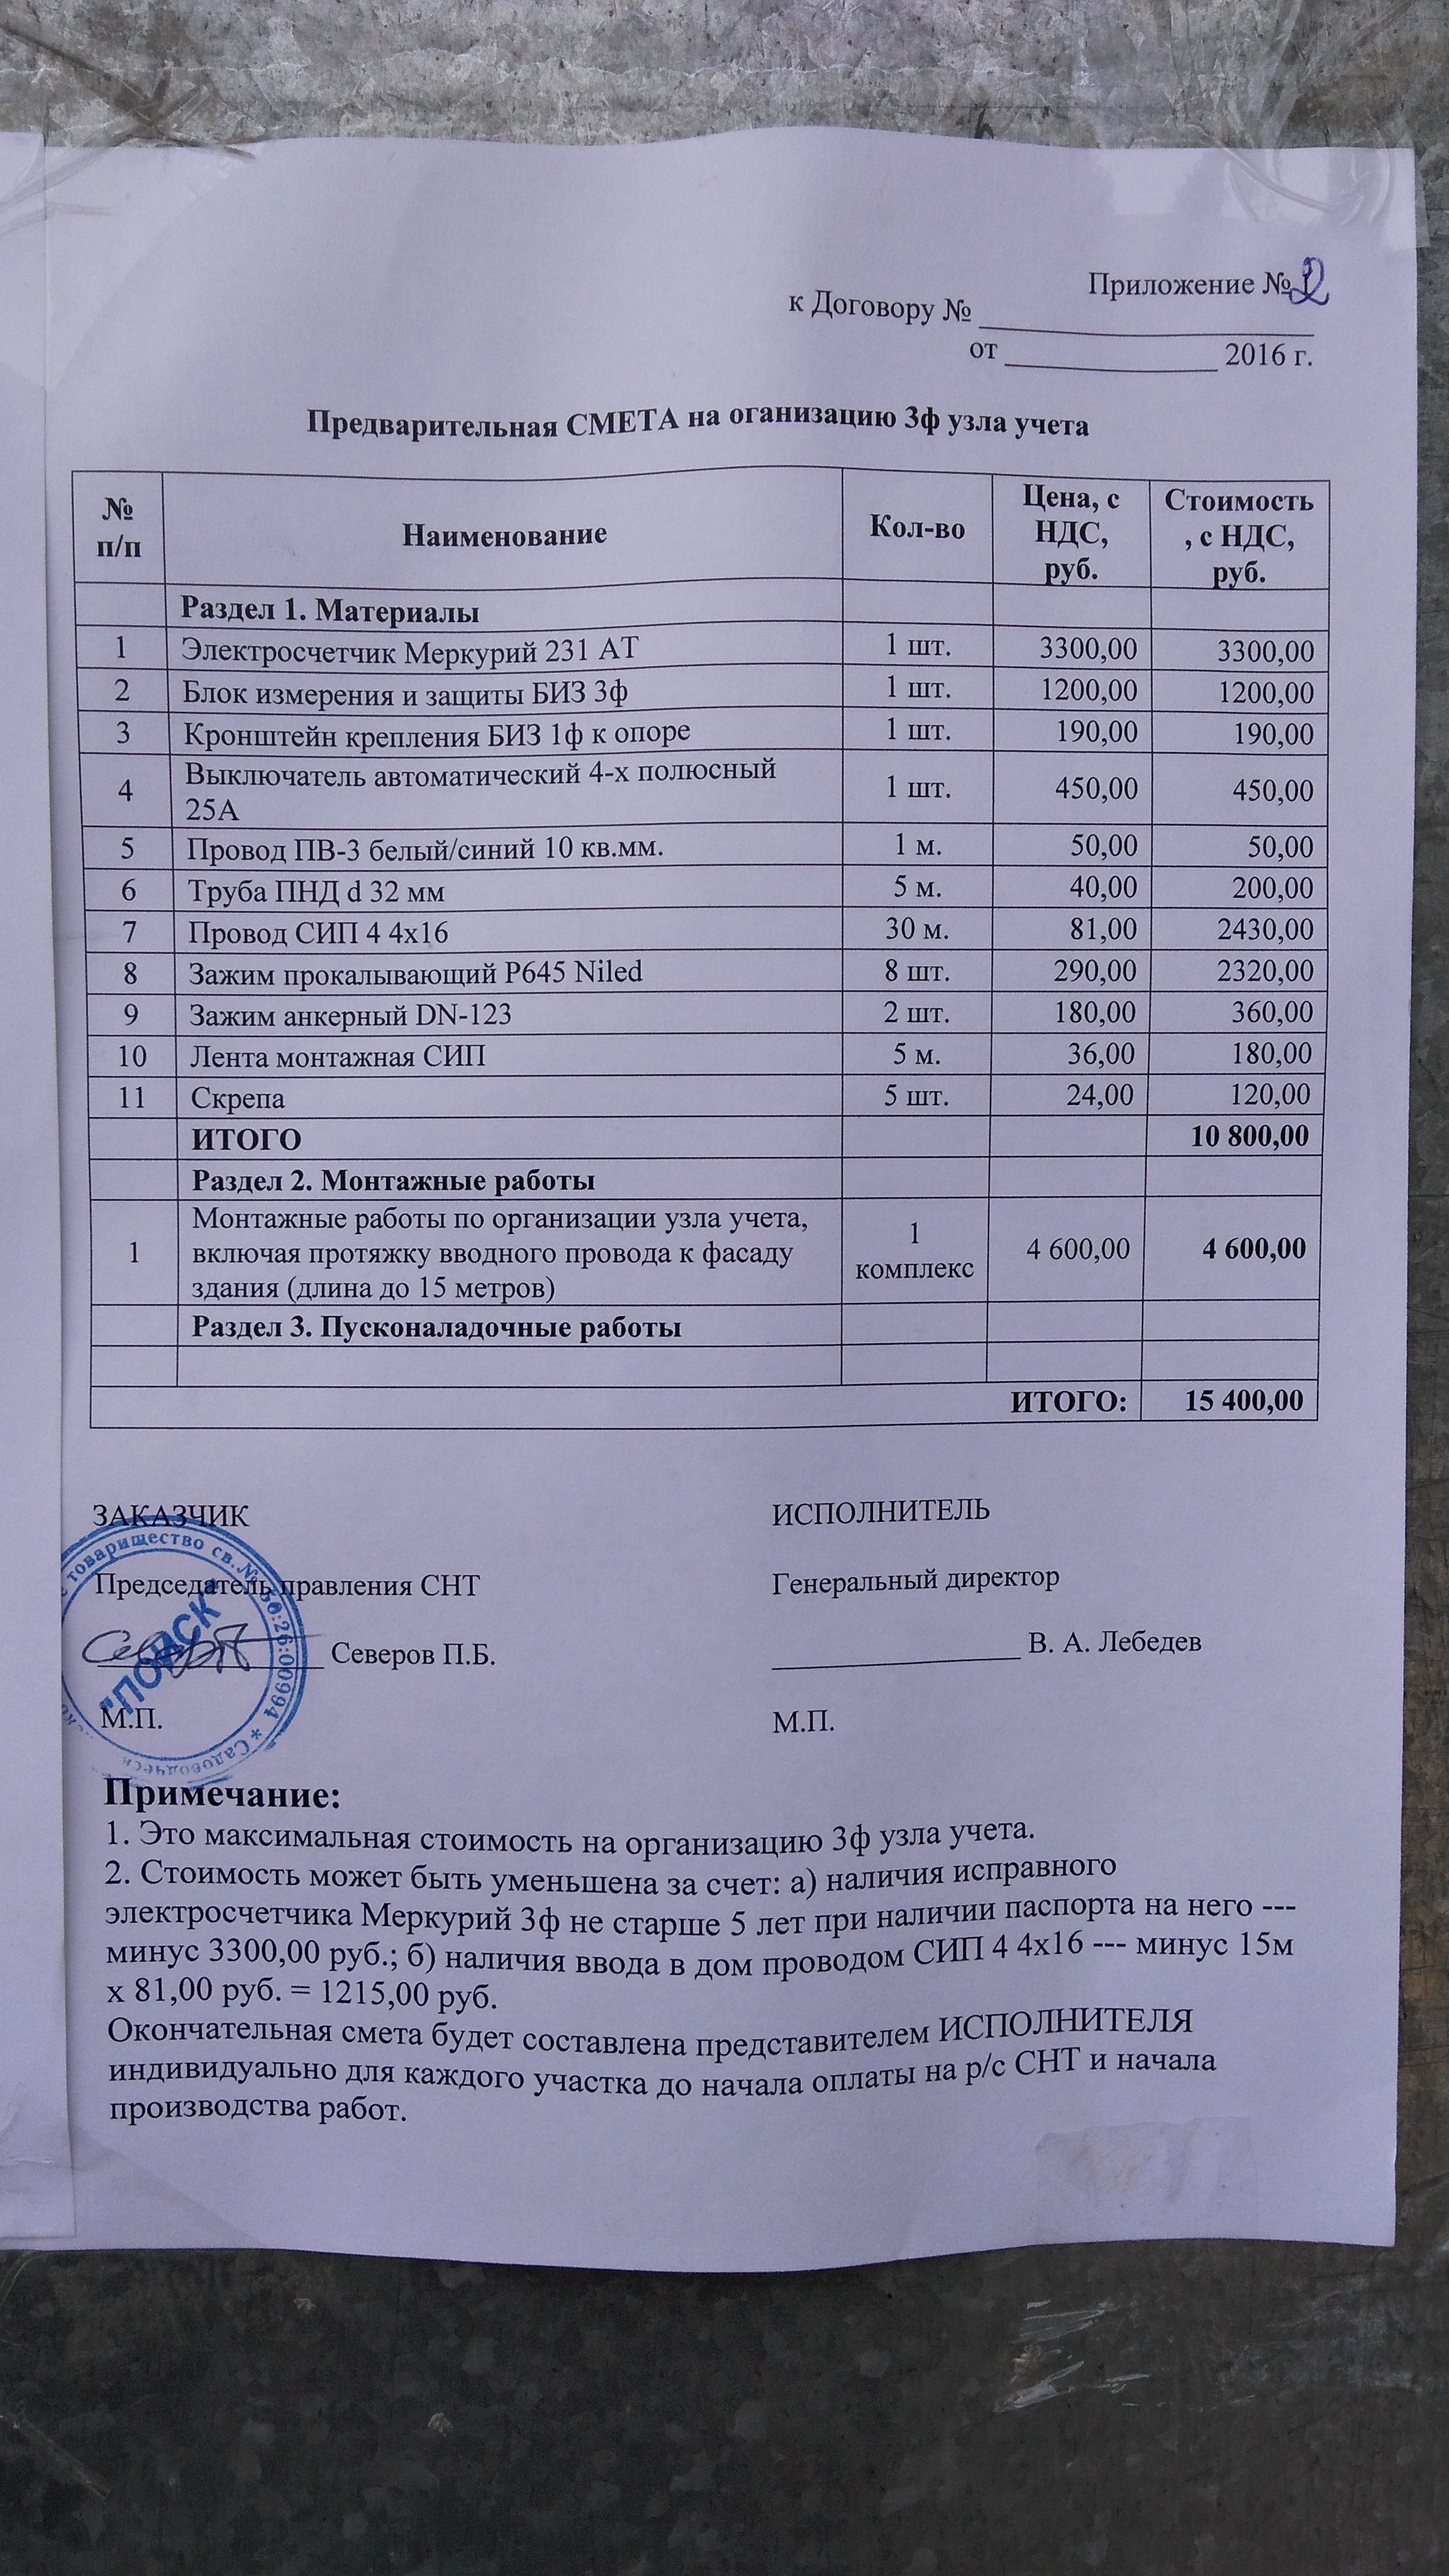 Приложение № 2
к Договору № ____________
от ____________ 2016 г.
Предварительная СМЕТА на оганизацию 3ф узла учета
№ п/п Наименование Кол-во Цена, с НДС, руб. Стоимость , с НДС, руб.
Раздел 1. Материалы
1 Электросчетчик Меркурий 231 АТ 1 шт. 3300,00 3300,00
2 Блок измерения и защиты БИЗ 3ф 1 шт. 1200,00 1200,00
3 Кронштейн крепления БИЗ 1ф к опоре 1 шт. 190,00 190,00
4 Выключатель автоматический 4-х полюсный 25А 1 шт. 450,00 450,00
5 Провод ПВ-3 белый/синий 10 кв.мм. 1 м. 50,00 50,00
6 Труба ПНД d 32 мм 5 м. 40,00 200,00
7 Провод СИП 4 4х16 30 м. 81,00 2430,00
8 Зажим прокалывающий Р645 Niled 8 шт. 290,00 2320,00
9 Зажим анкерный DN-123 2 шт. 180,00 360,00
10 Лента монтажная СИП 5 м. 36,00 180,00
11 Скрепа 5 шт. 24,00 120,00
ИТОГО 10 800,00
Раздел 2. Монтажные работы
1 Монтажные работы по организации узла учета, включая протяжку вводного провода к фасаду здания (длина до 15 метров) 1 комплекс 4 600,00 4 600,00
Раздел 3. Пусконаладочные работы
ИТОГО: 15 400,00
ЗАКАЗЧИК ИСПОЛНИТЕЛЬ
Председатель правления СНТ Генеральный директор
____________ Северов П.Б. ____________ В. А. Лебедев
М.П. М.П.
товарищество св.№ 50:26:00994 * Садоводческ
"ПОЙСК"
Примечание:
1. Это максимальная стоимость на организацию 3ф узла учета.
2. Стоимость может быть уменьшена за счет: а) наличия исправного
электросчетчика Меркурий 3ф не старше 5 лет при наличии паспорта на него ---
минус 3300,00 руб.; б) наличия ввода в дом проводом СИП 4 4х16 --- минус 15м
х 81,00 руб. = 1215,00 руб.
Окончательная смета будет составлена представителем ИСПОЛНИТЕЛЯ
индивидуально для каждого участка до начала оплаты на р/с СНТ и начала
производства работ.